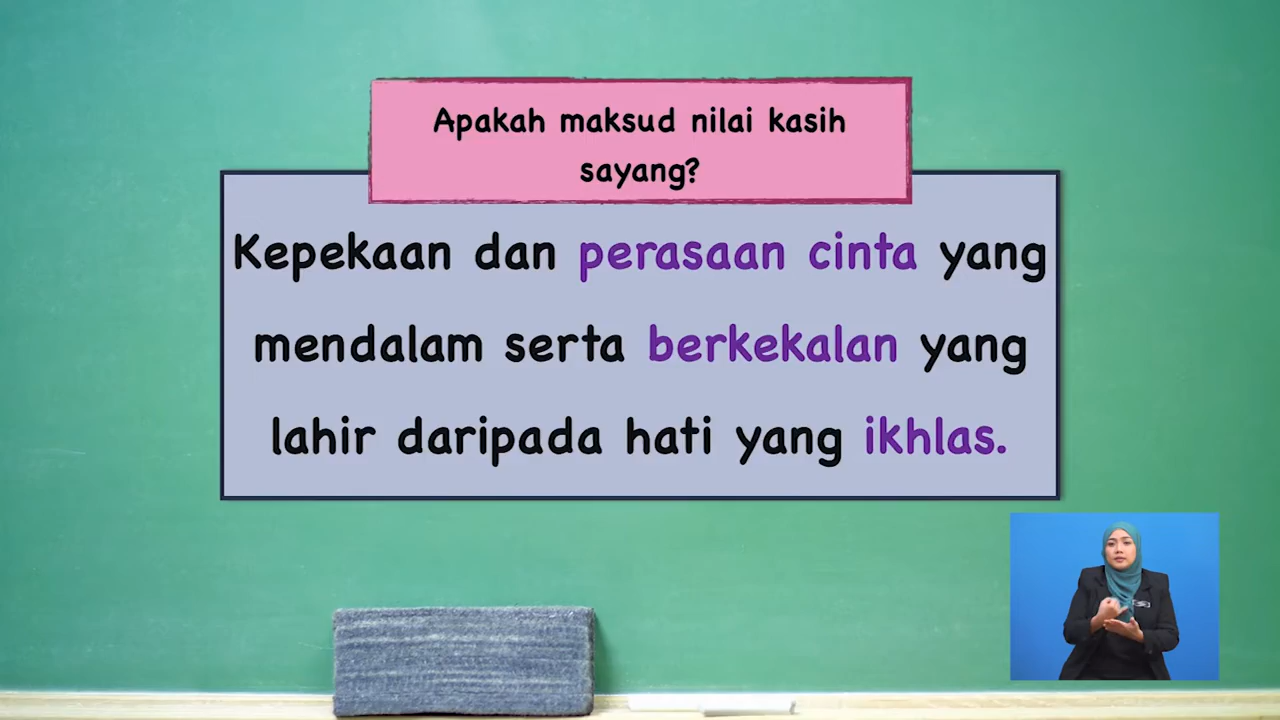 Apakah maksud nilai kasih
sayang?
Kepekaan dan perasaan cinta yang
mendalam serta berkekalan yang
lahir daripada hati yang ikhlas.